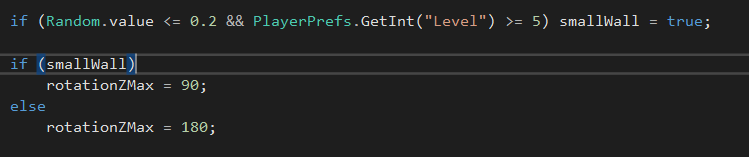 if (Random.value <= 0.2 && PlayerPrefs.GetInt("Level") >= 5) smallWall = true;
if (smallWall)
rotationZMax = 90;
else
rotationZMax = 180;